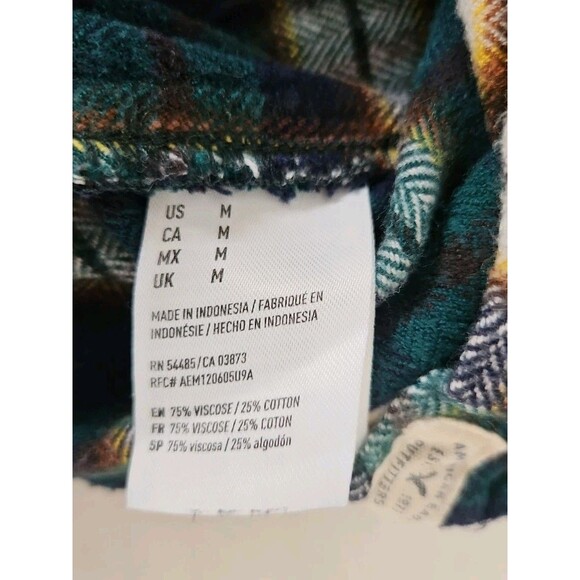 US M
CA M
MX M
UK M
MADE IN INDONESIA / FABRIQUÉ EN
INDONÉSIE / HECHO EN INDONESIA
RN 54485 / CA 03873
RFC# AEM120605U9A
EN 75% VISCOSE / 25% COTTON
FR 75% VISCOSE / 25% COTON
SP 75% viscosa / 25% algodón
OUTFITTERS